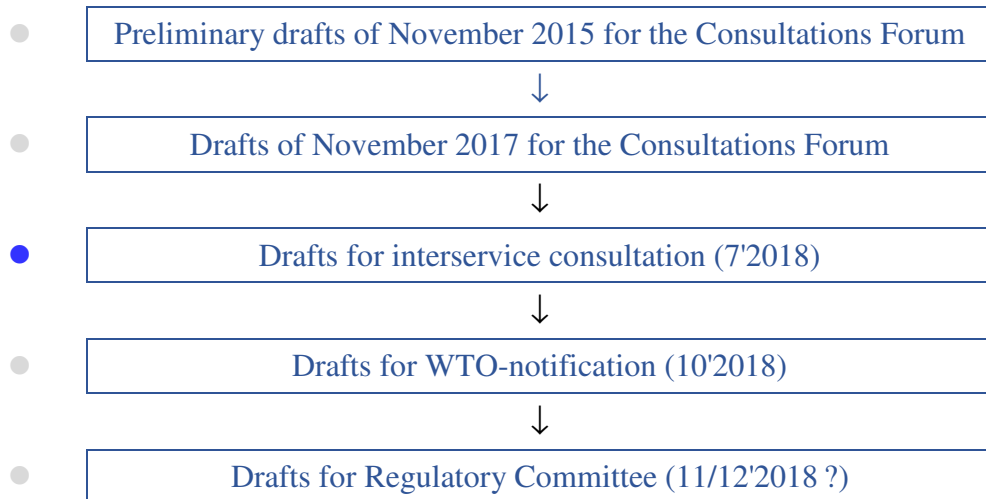 Preliminary drafts of November 2015 for the Consultations Forum
↓
Drafts of November 2017 for the Consultations Forum
↓
Drafts for interservice consultation (7'2018)
↓
Drafts for WTO-notification (10'2018)
↓
Drafts for Regulatory Committee (11/12'2018 ?)